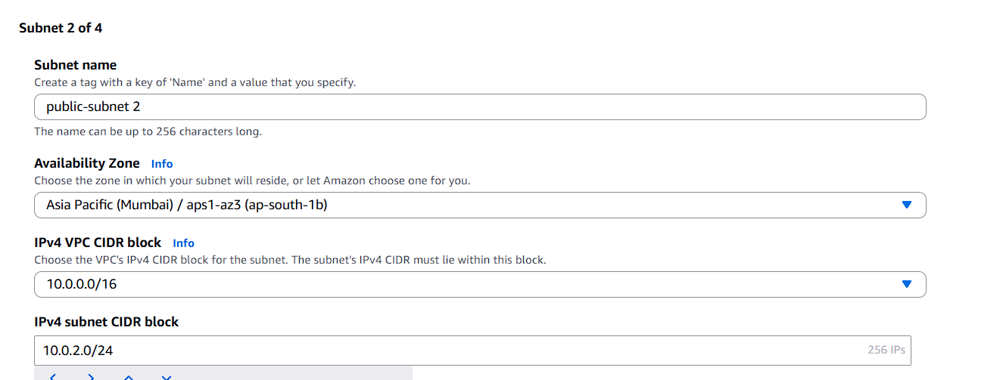 Subnet 2 of 4
Subnet name
Create a tag with a key of 'Name' and a value that you specify.
public-subnet 2
The name can be up to 256 characters long.
Availability Zone Info
Choose the zone in which your subnet will reside, or let Amazon choose one for you.
Asia Pacific (Mumbai) / aps1-az3 (ap-south-1b)
IPv4 VPC CIDR block Info
Choose the VPC's IPv4 CIDR block for the subnet. The subnet's IPv4 CIDR must lie within this block.
10.0.0.0/16
IPv4 subnet CIDR block
10.0.2.0/24 256 IPs